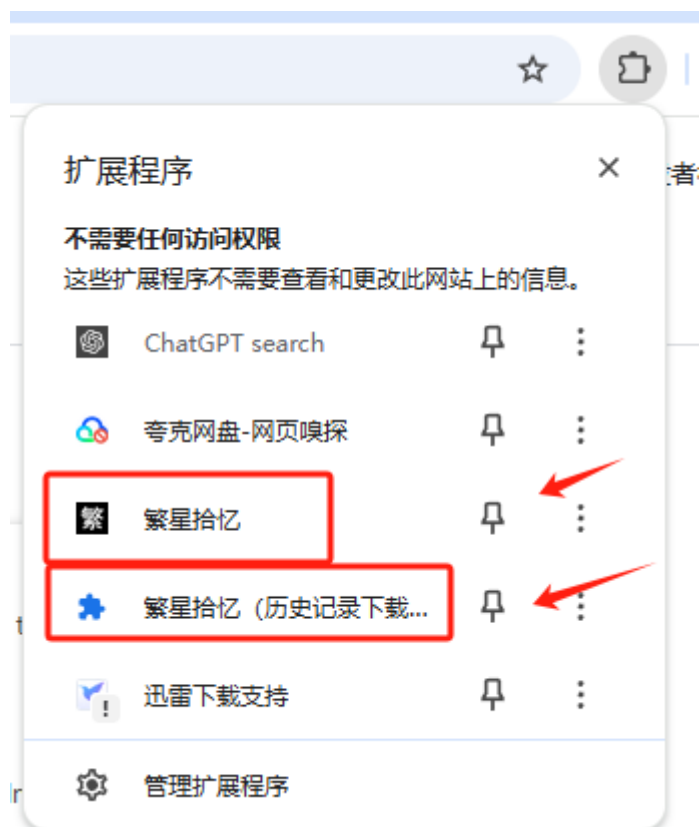 扩展程序
者
不需要任何访问权限
这些扩展程序不需要查看和更改此网站上的信息。
ChatGPT search
夸克网盘-网页嗅探
繁
繁星拾忆
繁星拾忆（历史记录下载...
t
!
迅雷下载支持
管理扩展程序